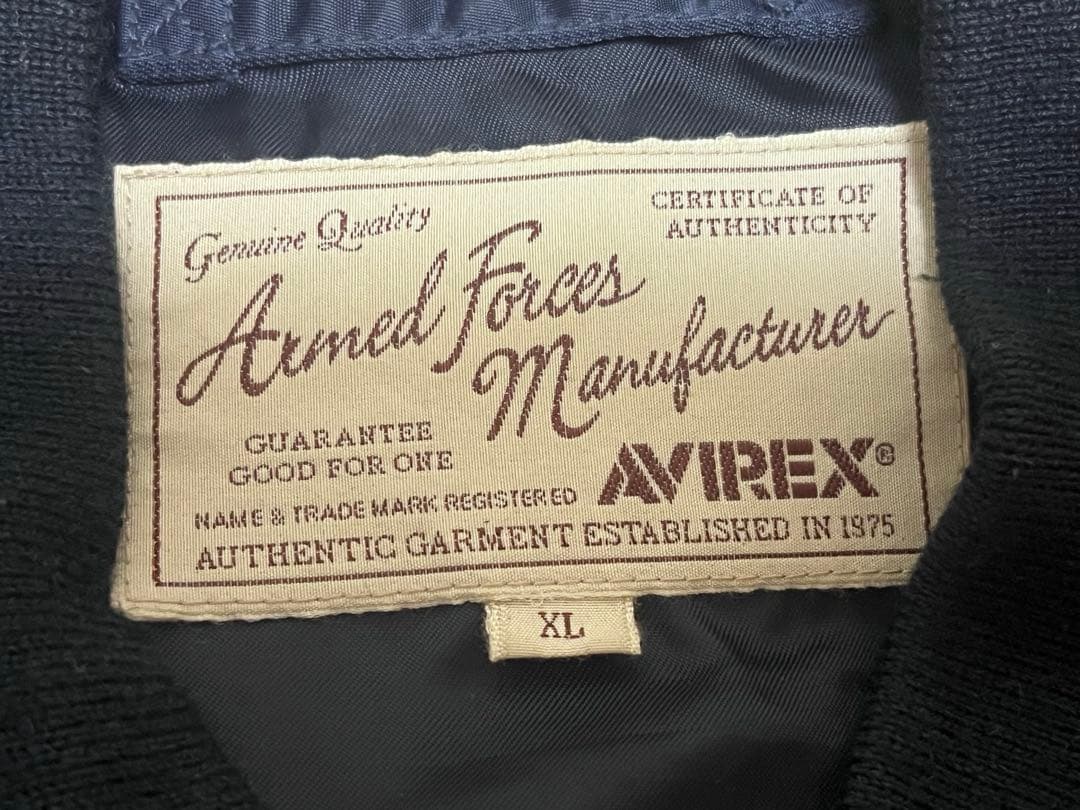 Genuine Quality
CERTIFICATE OF
AUTHENTICITY
Armed Forces
Manufacturer
GUARANTEE
GOOD FOR ONE
AVIREX®
NAME & TRADE MARK REGISTERED
AUTHENTIC GARMENT ESTABLISHED IN 1975
XL